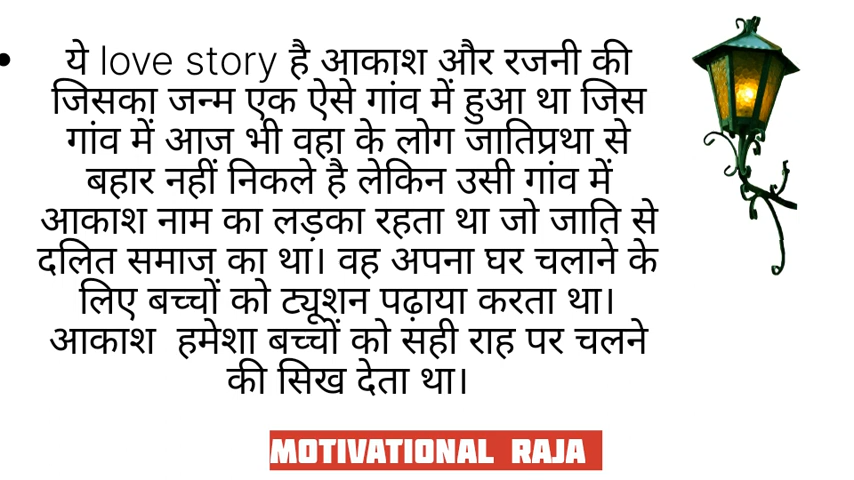 • ये love story है आकाश और रजनी की
जिसका जन्म एक ऐसे गांव में हुआ था जिस
गांव में आज भी वहा के लोग जातिप्रथा से
बहार नहीं निकले है लेकिन उसी गांव में
आकाश नाम का लड़का रहता था जो जाति से
दलित समाज का था। वह अपना घर चलाने के
लिए बच्चों को ट्यूशन पढ़ाया करता था।
आकाश हमेशा बच्चों को सही राह पर चलने
की सिख देता था।
MOTIVATIONAL RAJA